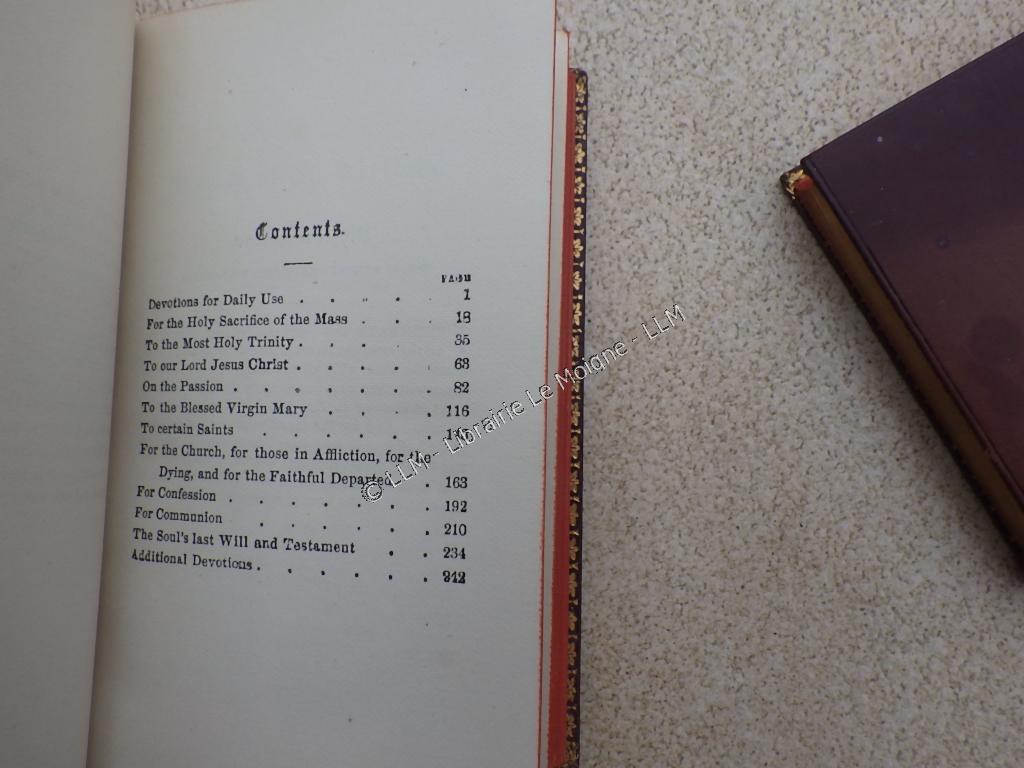 Contents.
PAGE
Devotions for Daily Use . . . . 1
For the Holy Sacrifice of the Mass . . . 18
To the Most Holy Trinity . . . . . 35
To our Lord Jesus Christ . . . . . 63
On the Passion . . . . . . . 82
To the Blessed Virgin Mary . . . . 116
To certain Saints . . . . . .
For the Church, for those in Affliction, for the
Dying, and for the Faithful Departed . 163
For Confession . . . . . . . 192
For Communion . . . . . . 210
The Soul's last Will and Testament . . 234
Additional Devotions . . . . . . 242
© LLM - Librairie Le Moigne - LLM